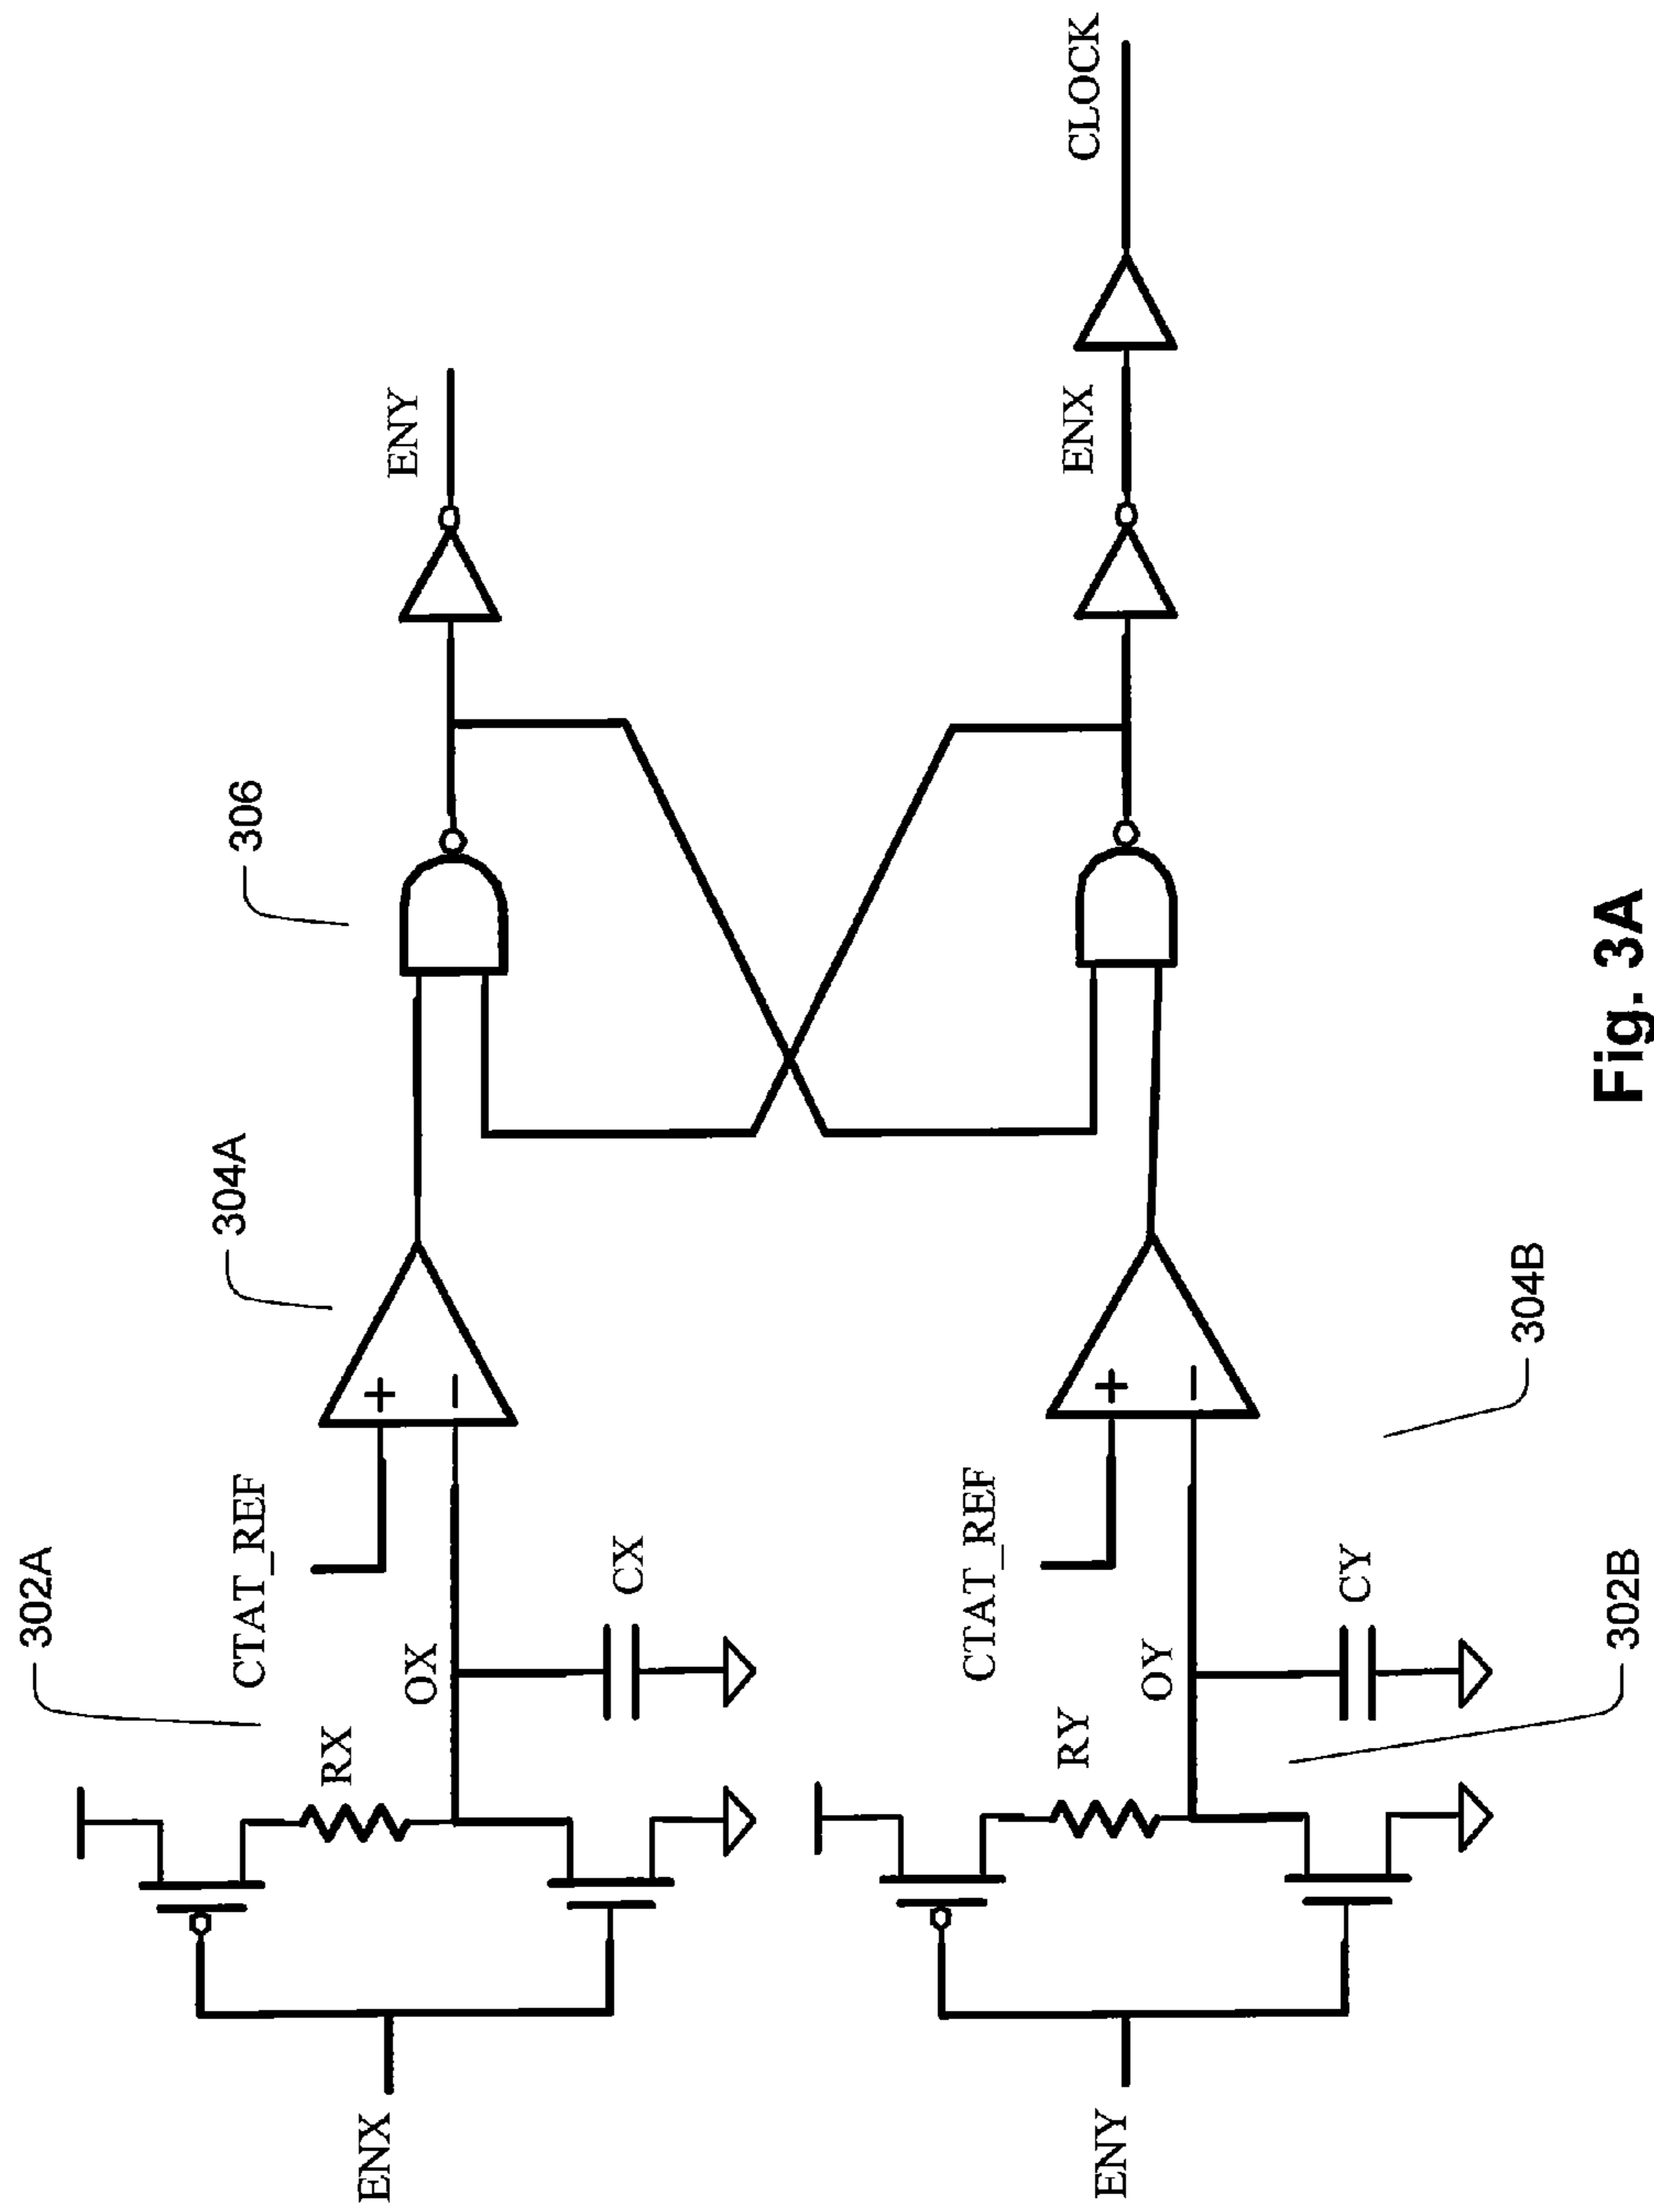 302A
304A
306
ENX
RX
OX
CX
CTAT_REF
+
−
ENY
ENY
RY
OY
CY
CTAT_REF
+
−
ENX
CLOCK
302B
304B
Fig. 3A